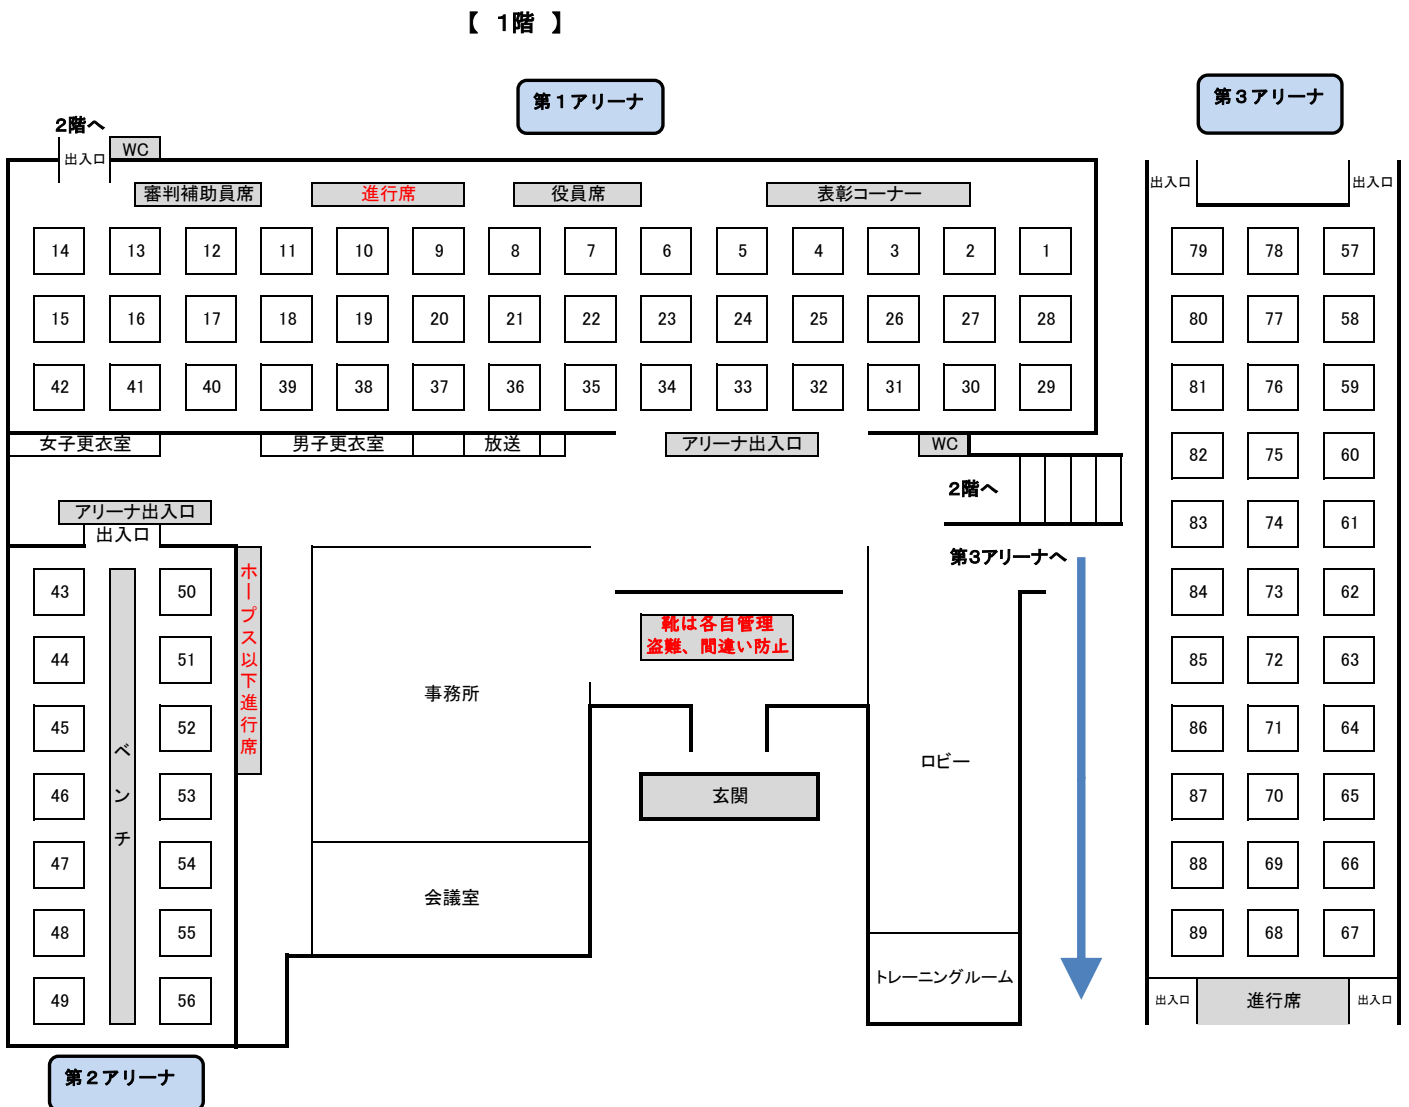 【 1階 】
第1アリーナ
第3アリーナ
2階へ
出入口
WC
審判補助員席 進行席 役員席 表彰コーナー
14 13 12 11 10 9 8 7 6 5 4 3 2 1
15 16 17 18 19 20 21 22 23 24 25 26 27 28
42 41 40 39 38 37 36 35 34 33 32 31 30 29
女子更衣室 男子更衣室 放送 アリーナ出入口 WC
2階へ
第3アリーナへ
アリーナ出入口
出入口
43 50
44 51
45 52
46 53
47 54
48 55
49 56
ベンチ
ホープス以下進行席
第2アリーナ
事務所
会議室
靴は各自管理
盗難、間違い防止
玄関
ロビー
トレーニングルーム
出入口 出入口
79 78 57
80 77 58
81 76 59
82 75 60
83 74 61
84 73 62
85 72 63
86 71 64
87 70 65
88 69 66
89 68 67
出入口 進行席 出入口